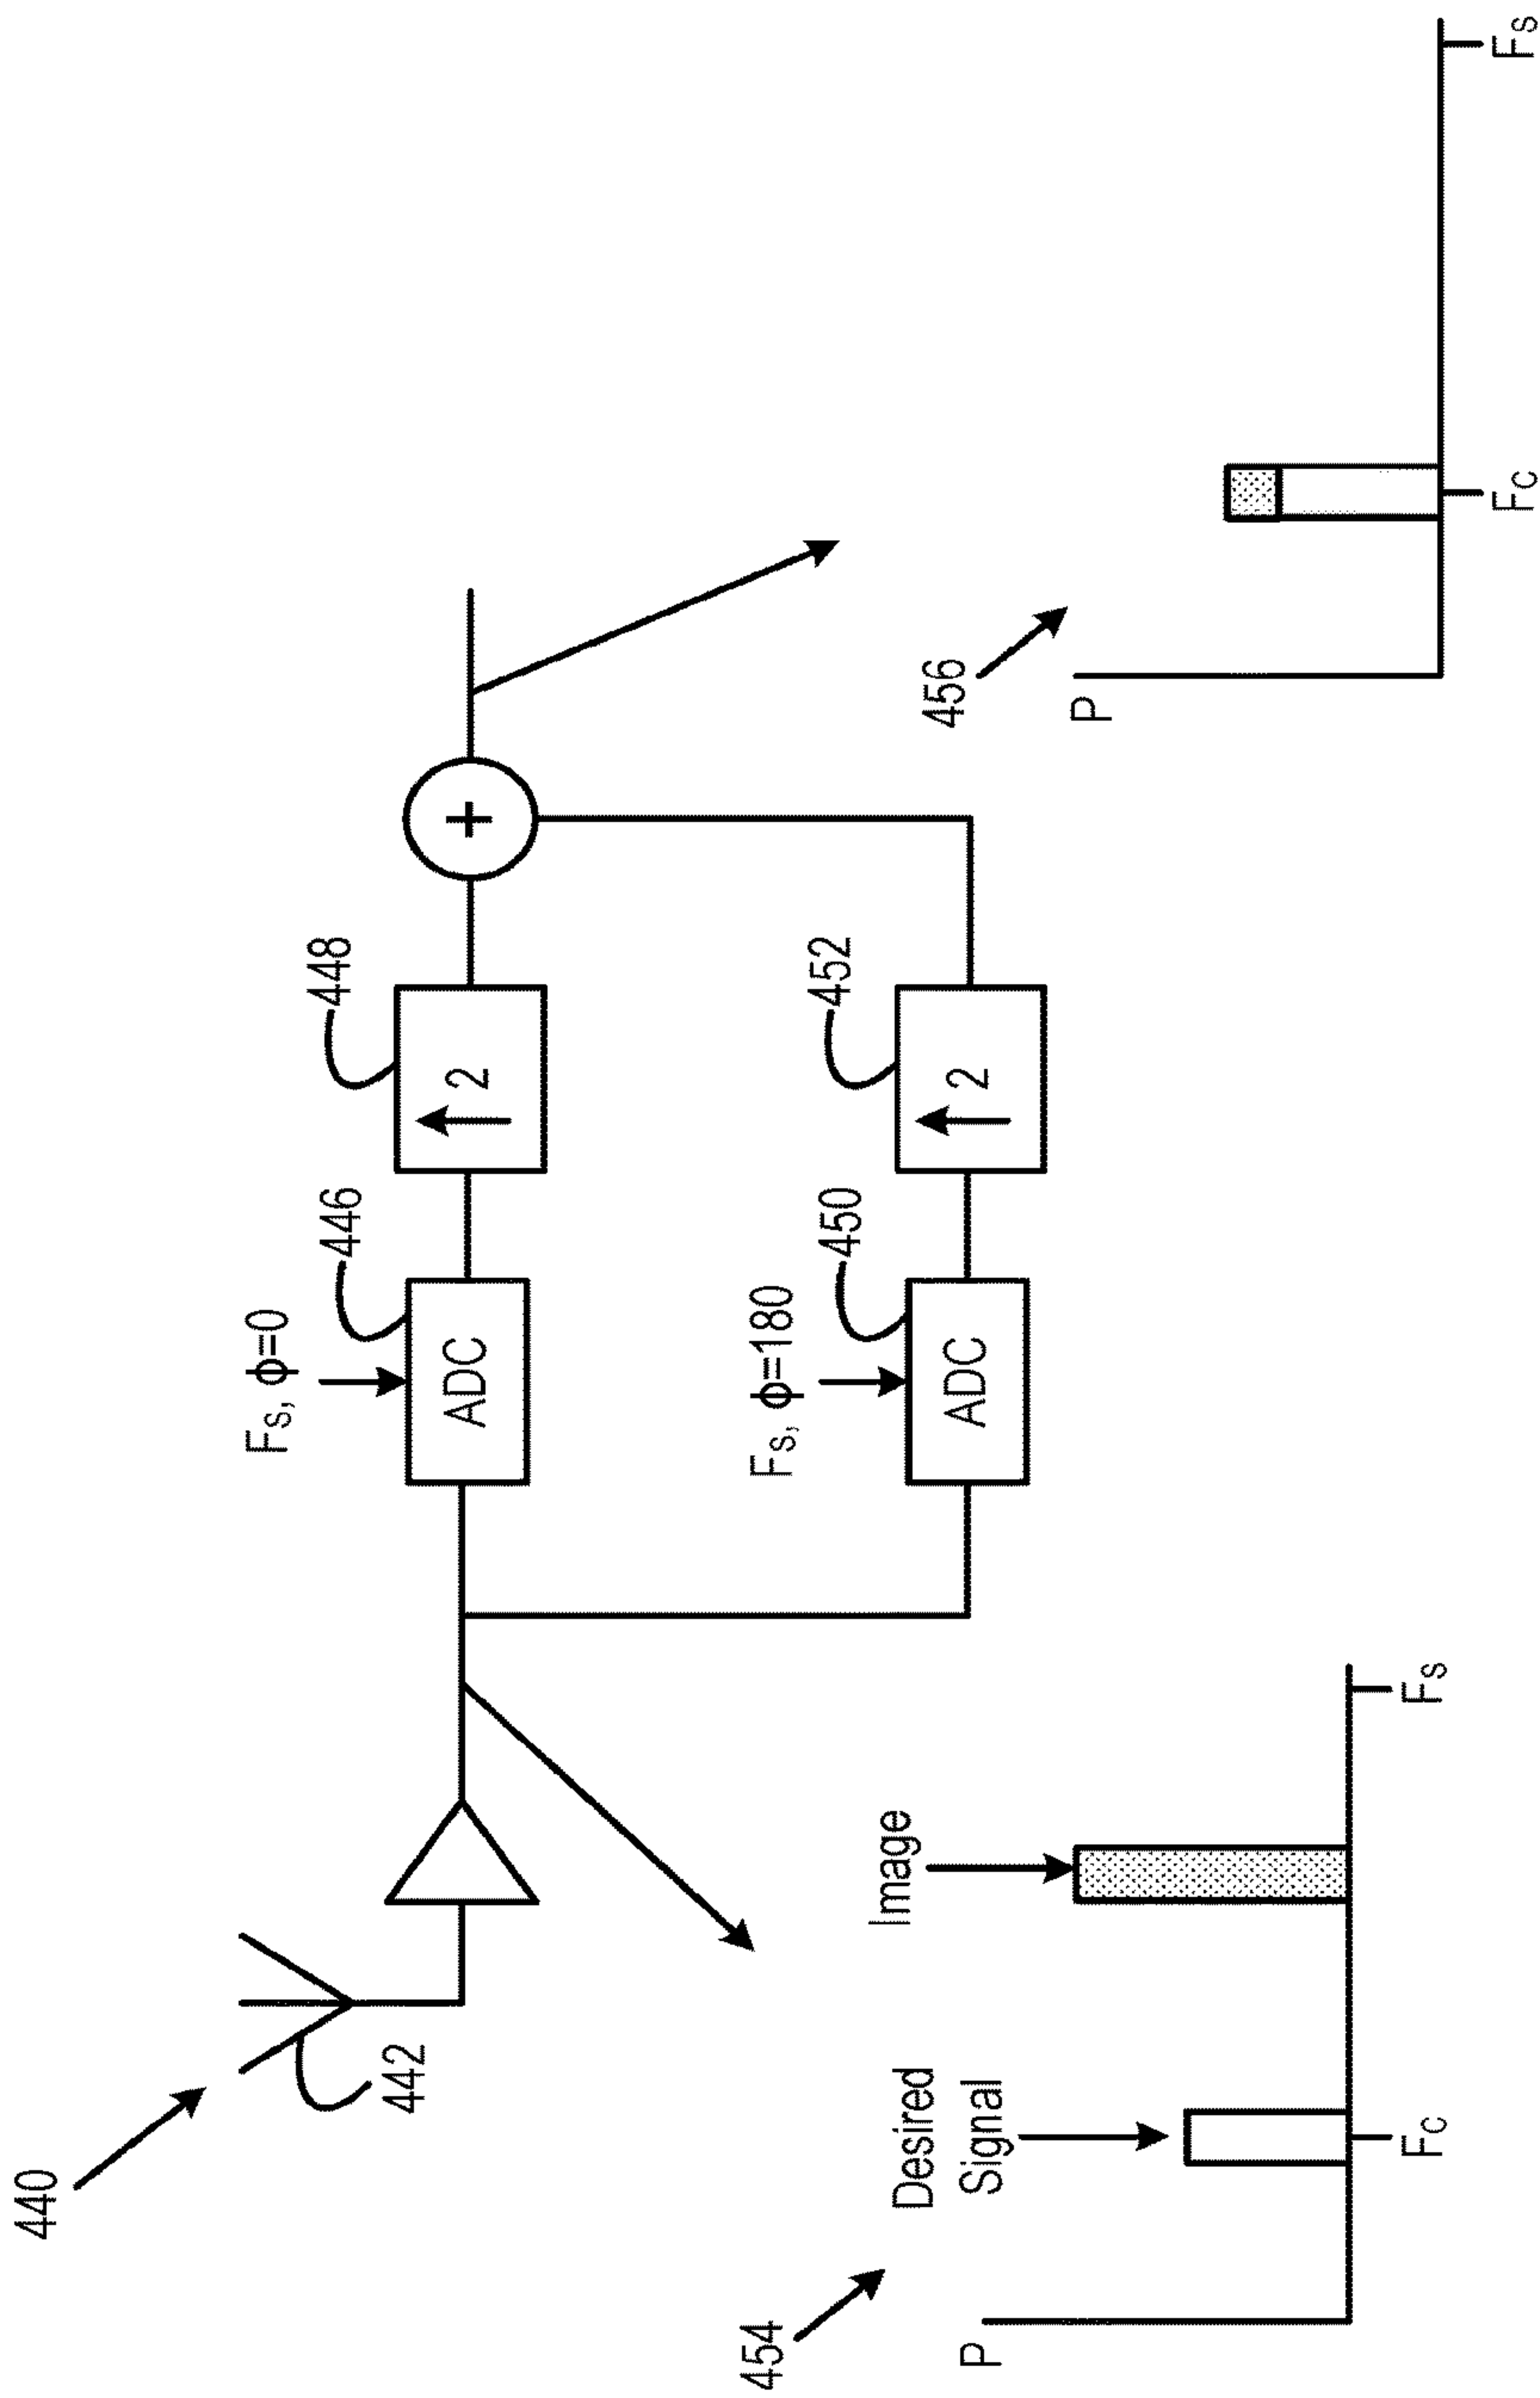 440
442
Fs, ϕ=0
446
ADC
448
2
+
Fs, ϕ=180
450
ADC
452
2
454
P
Desired
Signal
Image
Fc
Fs
456
P
Fc
Fs